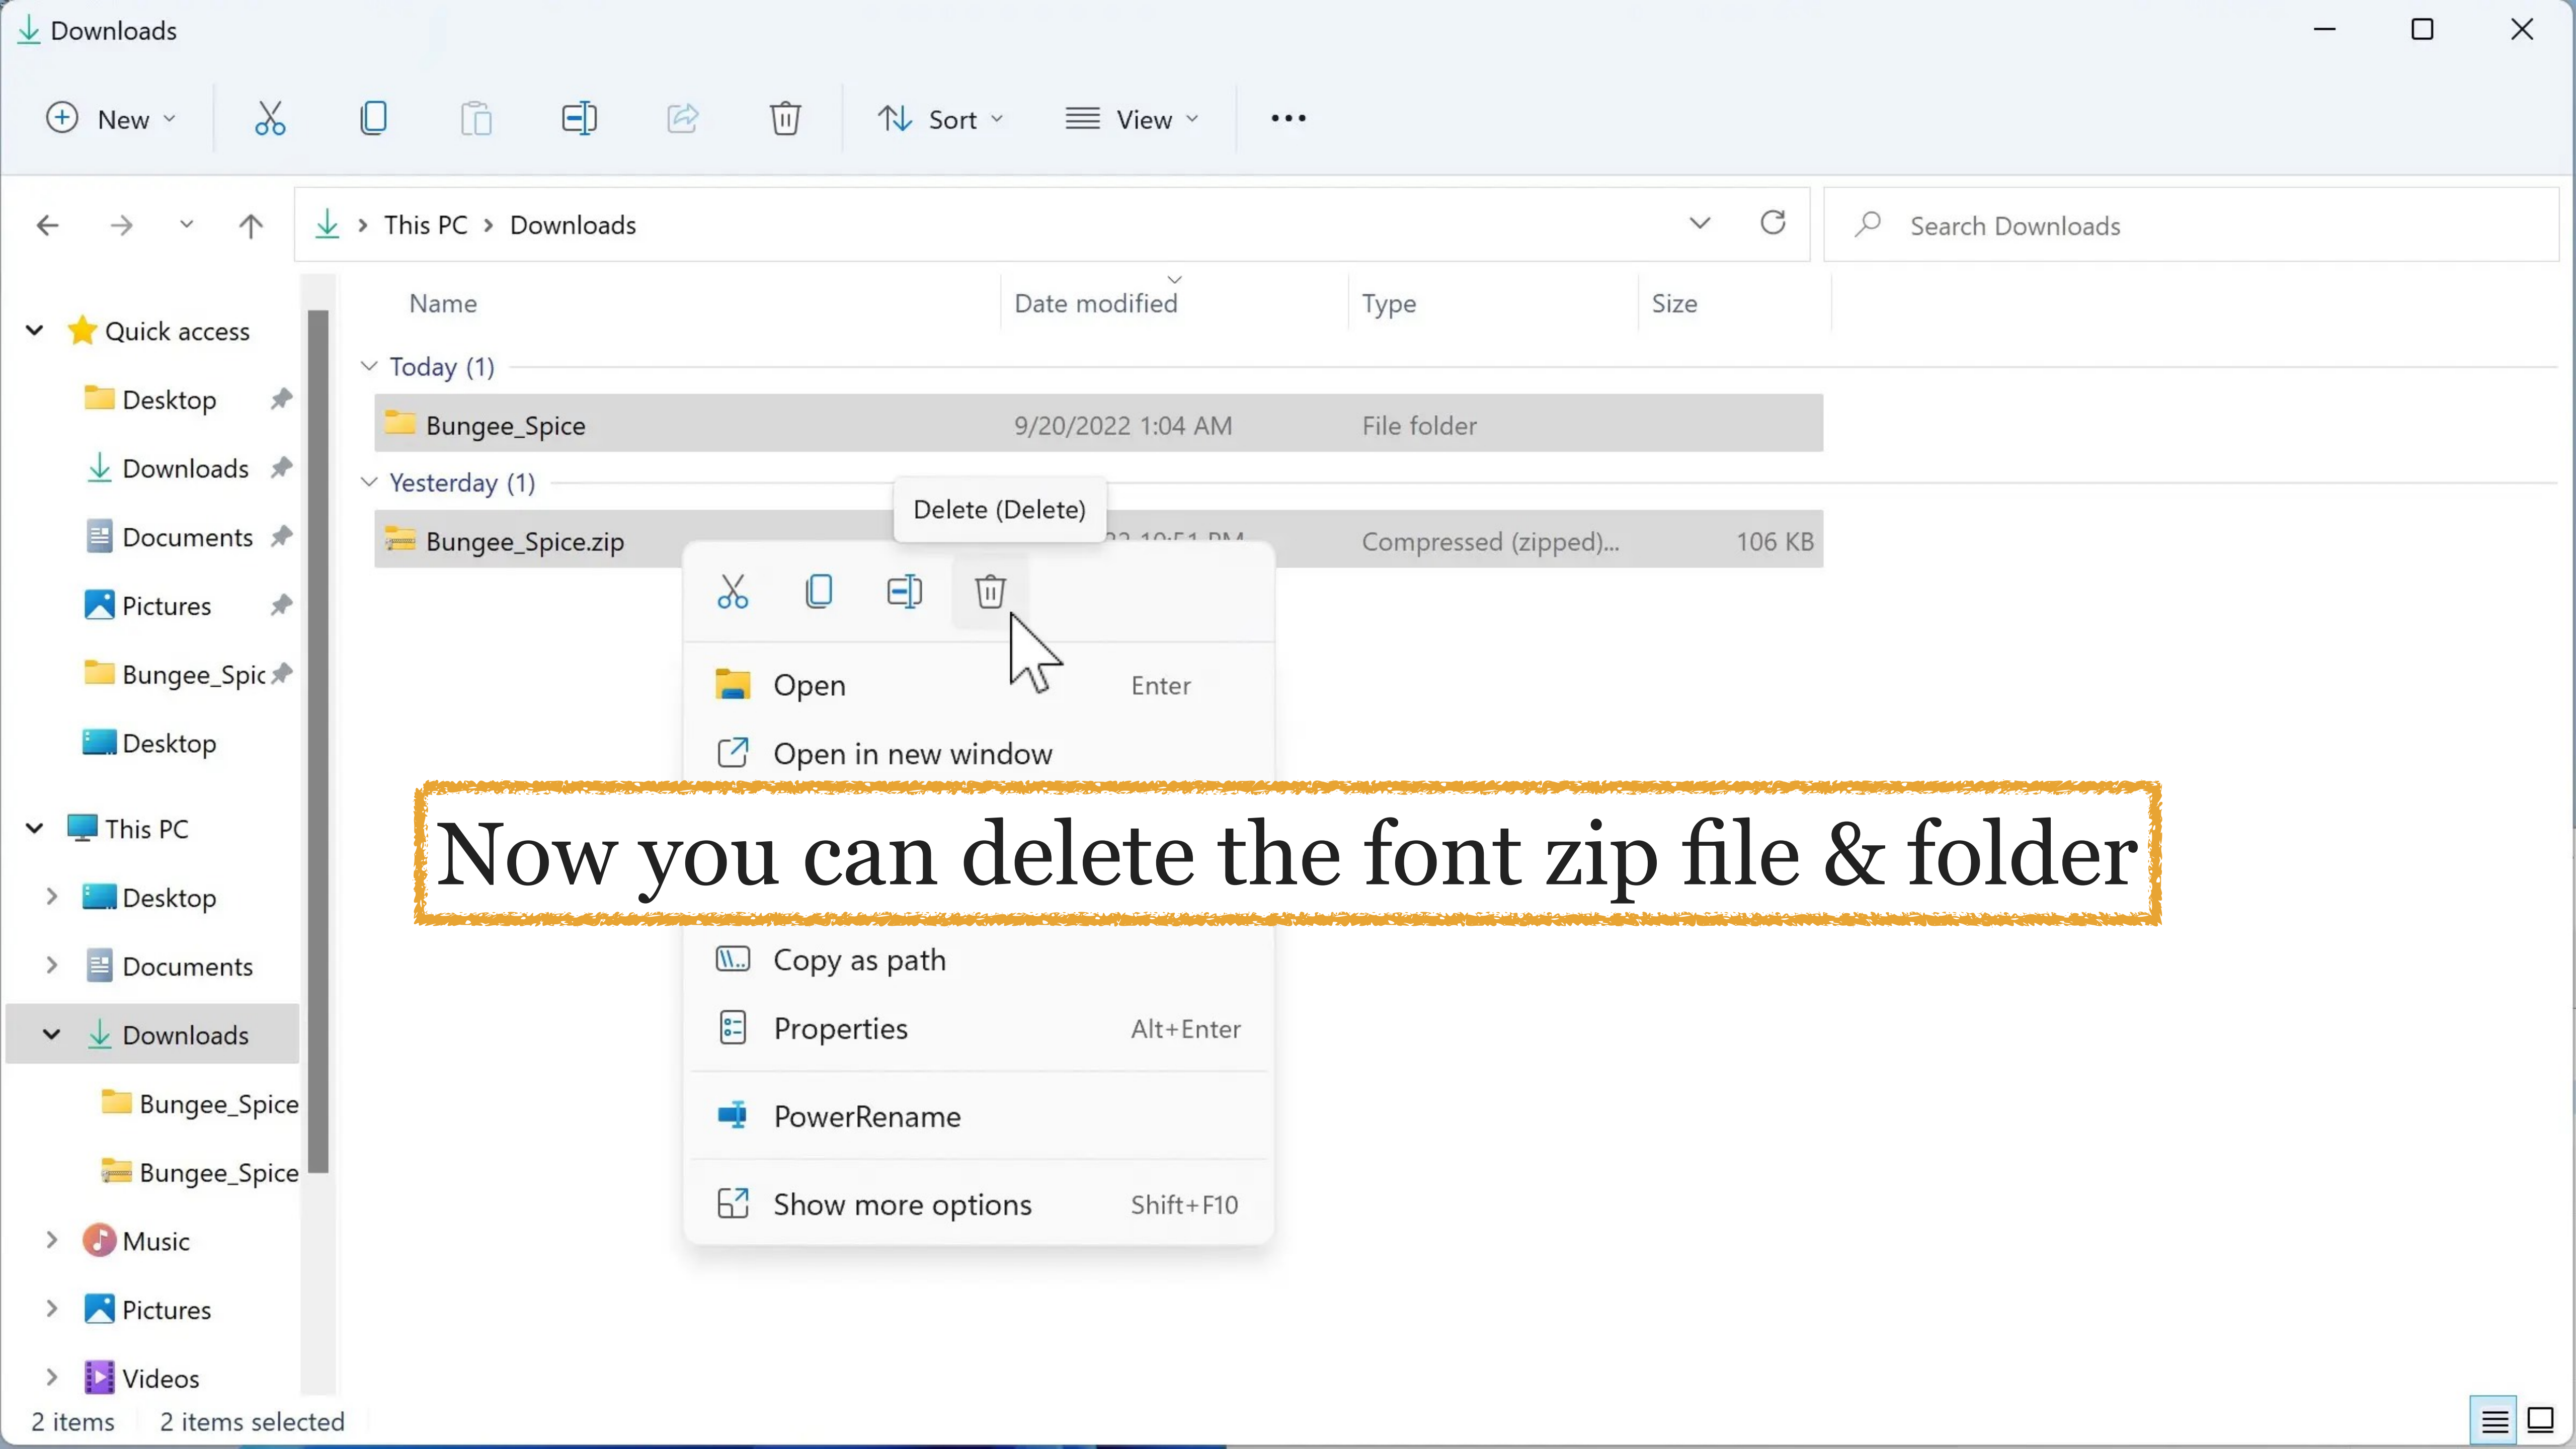 Downloads
New
Sort
View
This PC
Downloads
Search Downloads
Name
Date modified
Type
Size
Quick access
Desktop
Downloads
Documents
Pictures
Bungee_Spic
Desktop
This PC
Desktop
Documents
Downloads
Bungee_Spice
Bungee_Spice
Music
Pictures
Videos
Today (1)
Bungee_Spice 9/20/2022 1:04 AM File folder
Yesterday (1)
Bungee_Spice.zip 10:51 PM Compressed (zipped)... 106 KB
Delete (Delete)
Open Enter
Open in new window
Now you can delete the font zip file & folder
Copy as path
Properties Alt+Enter
PowerRename
Show more options Shift+F10
2 items 2 items selected